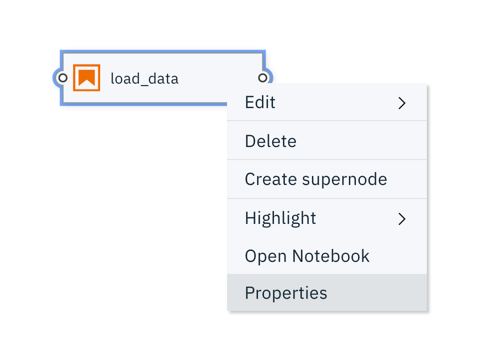 load_data
Edit
Delete
Create supernode
Highlight
Open Notebook
Properties